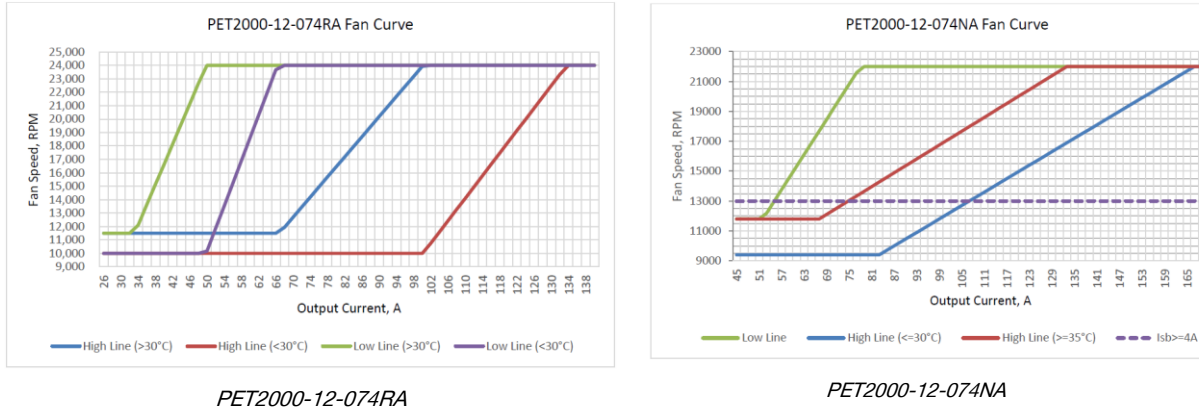 PET2000-12-074RA Fan Curve
Fan Speed, RPM
25,000
24,000
23,000
22,000
21,000
20,000
19,000
18,000
17,000
16,000
15,000
14,000
13,000
12,000
11,000
10,000
9,000
26 30 34 38 42 46 50 54 58 62 66 70 74 78 82 86 90 94 98 102 106 110 114 118 122 126 130 134 138
Output Current, A
High Line (>30°C) High Line (<30°C) Low Line (>30°C) Low Line (<30°C)
PET2000-12-074RA
PET2000-12-074NA Fan Curve
Fan Speed, RPM
23000
21000
19000
17000
15000
13000
11000
9000
45 51 57 63 69 75 81 87 93 99 105 111 117 123 129 135 141 147 153 159 165
Output Current, A
Low Line High Line (<=30°C) High Line (>=35°C) Isb>=4A
PET2000-12-074NA